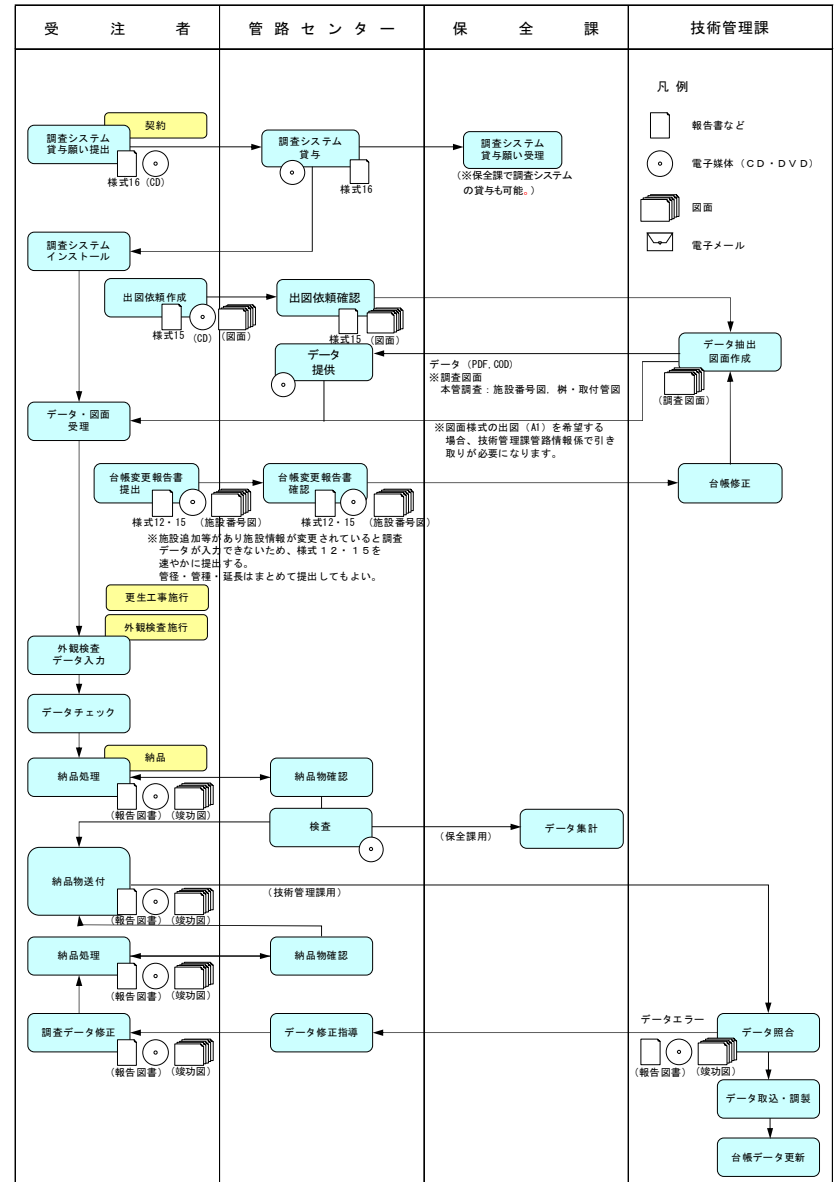 受　注　者
管 路 セ ン タ ー
保　全　課
技術管理課
凡 例
報告書など
電子媒体（ＣＤ・ＤＶＤ）
図面
電子メール
契約
調査システム
貸与願い提出
様式16 (CD)
調査システム
貸与
様式16
調査システム
貸与願い受理
（※保全課で調査システム
の貸与も可能。）
調査システム
インストール
出図依頼作成
様式15 (CD) (図面)
出図依頼確認
様式15 (図面)
データ
提供
データ抽出
図面作成
(調査図面)
データ (PDF,COD)
※調査図面
本管調査：施設番号図、桝・取付管図
データ・図面
受理
※図面様式の出図（A1）を希望する
場合、技術管理課管路情報係で引き
取りが必要になります。
台帳変更報告書
提出
様式12・15 (施設番号図)
台帳変更報告書
確認
様式12・15 (施設番号図)
台帳修正
※施設追加等があり施設情報が変更されていると調査
データが入力できないため、様式１２・１５を
速やかに提出する。
管径・管種・延長はまとめて提出してもよい。
更生工事施行
外観検査施行
外観検査
データ入力
データチェック
納品
納品処理
(報告図書) (竣功図)
納品物確認
検査
(保全課用)
データ集計
納品物送付
(報告図書) (竣功図)
(技術管理課用)
納品処理
(報告図書) (竣功図)
納品物確認
調査データ修正
(報告図書) (竣功図)
データ修正指導
データエラー
(報告図書) (竣功図)
データ照合
データ取込・調製
台帳データ更新